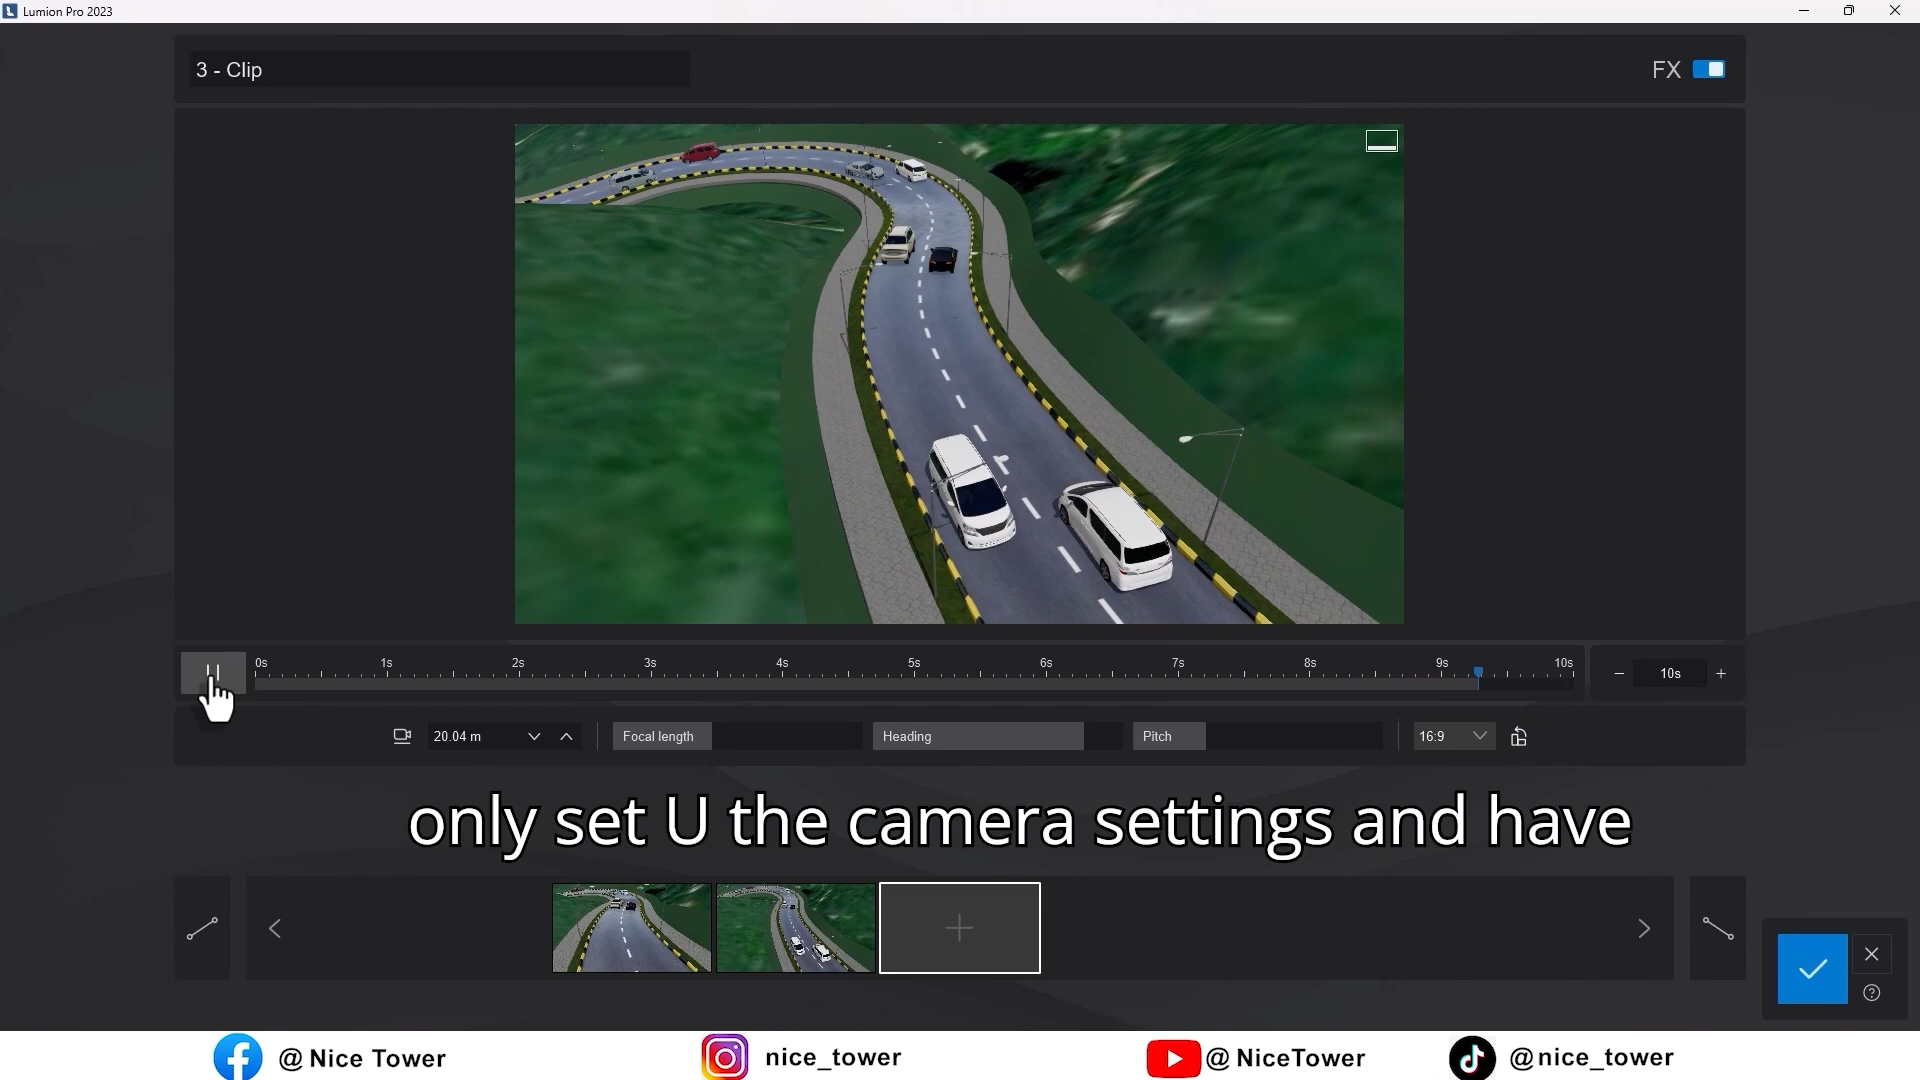 Lumion Pro 2023
3 - Clip
FX
0s 1s 2s 3s 4s 5s 6s 7s 8s 9s 10s
10s
20.04 m
Focal length
Heading
Pitch
16:9
only set U the camera settings and have
@ Nice Tower
nice_tower
@ NiceTower
@nice_tower